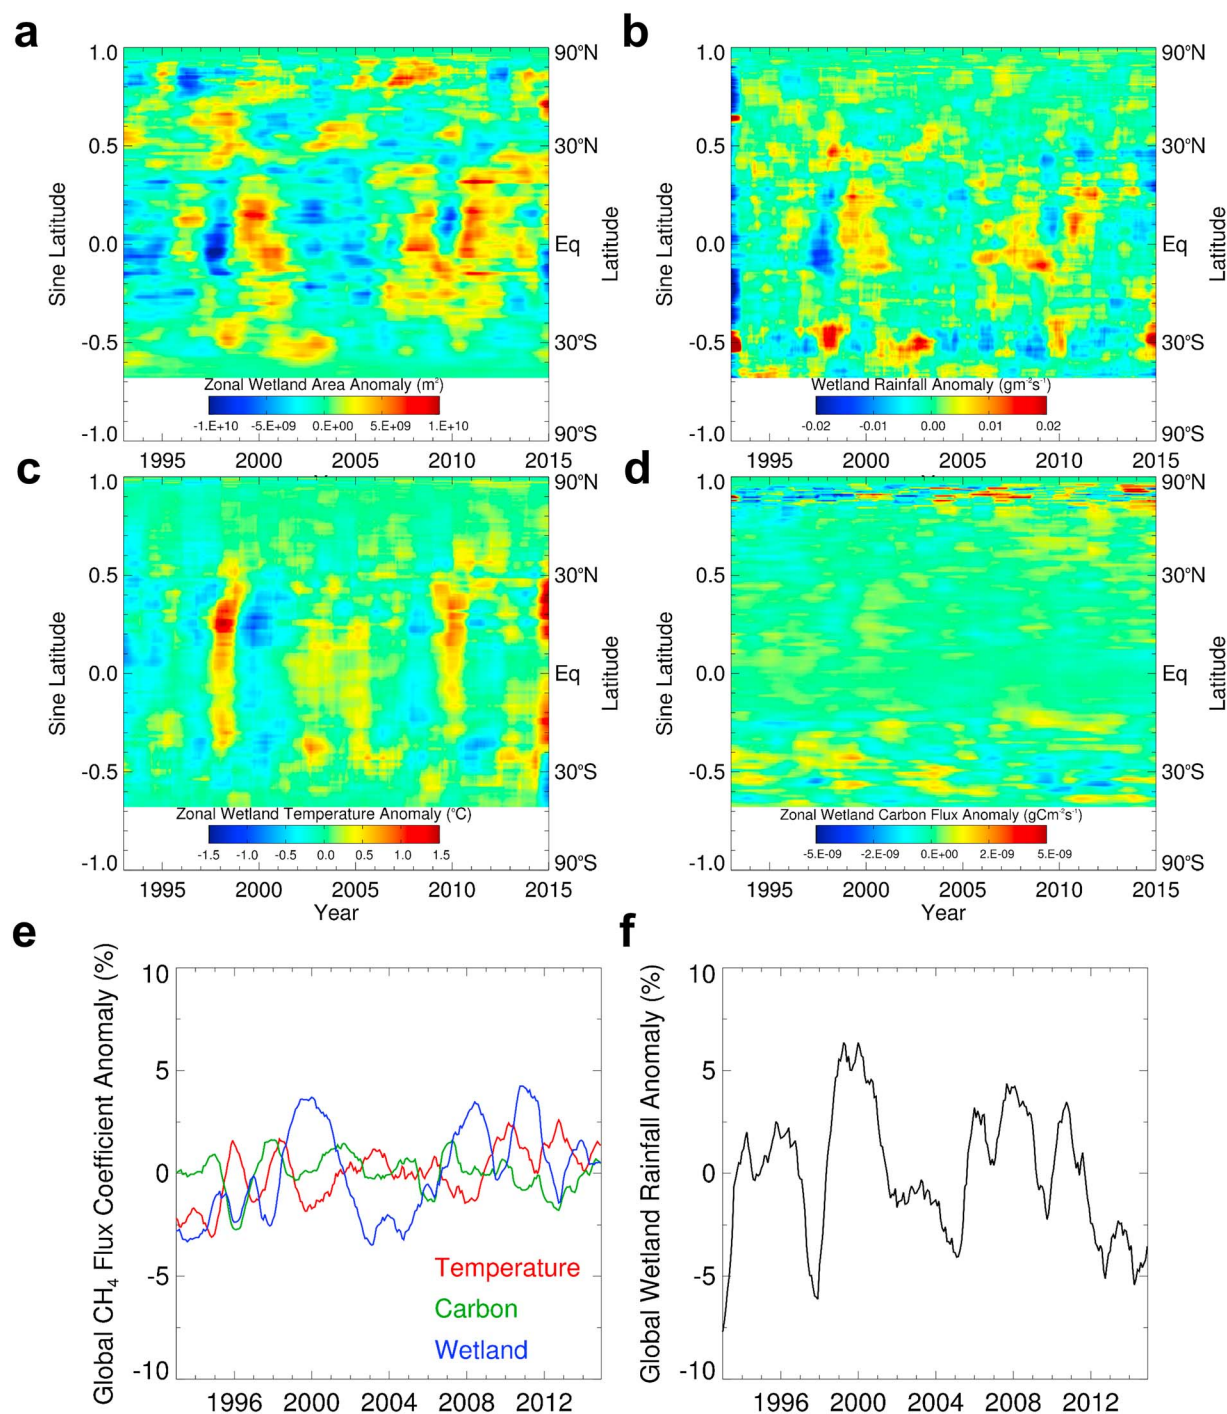 a
1.0
0.5
0.0
-0.5
-1.0
Sine Latitude
90°N
30°N
Eq
30°S
90°S
Latitude
Zonal Wetland Area Anomaly (m²)
-1.E+10 -5.E+09 0.E+00 5.E+09 1.E+10
1995 2000 2005 2010 2015
b
1.0
0.5
0.0
-0.5
-1.0
Sine Latitude
90°N
30°N
Eq
30°S
90°S
Latitude
Wetland Rainfall Anomaly (gm⁻²s⁻¹)
-0.02 -0.01 0.00 0.01 0.02
1995 2000 2005 2010 2015
c
1.0
0.5
0.0
-0.5
-1.0
Sine Latitude
90°N
30°N
Eq
30°S
90°S
Latitude
Zonal Wetland Temperature Anomaly (°C)
-1.5 -1.0 -0.5 0.0 0.5 1.0 1.5
1995 2000 2005 2010 2015
Year
d
1.0
0.5
0.0
-0.5
-1.0
Sine Latitude
90°N
30°N
Eq
30°S
90°S
Latitude
Zonal Wetland Carbon Flux Anomaly (gCm⁻²s⁻¹)
-5.E-09 -2.E-09 0.E+00 2.E-09 5.E-09
1995 2000 2005 2010 2015
Year
e
Global CH₄ Flux Coefficient Anomaly (%)
10
5
0
-5
-10
Temperature
Carbon
Wetland
1996 2000 2004 2008 2012
f
Global Wetland Rainfall Anomaly (%)
10
5
0
-5
-10
1996 2000 2004 2008 2012